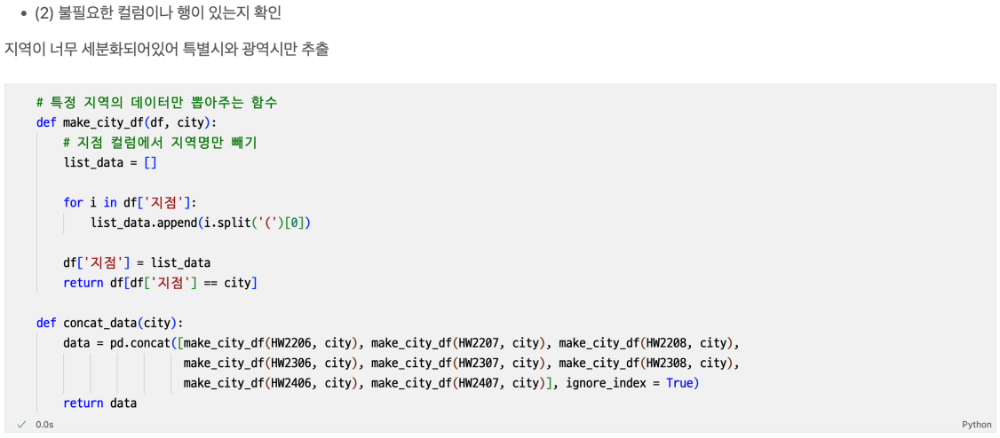 • (2) 불필요한 컬럼이나 행이 있는지 확인
지역이 너무 세분화되어있어 특별시와 광역시만 추출
# 특정 지역의 데이터만 뽑아주는 함수
def make_city_df(df, city):
    # 지점 컬럼에서 지역명만 빼기
    list_data = []

    for i in df['지점']:
        list_data.append(i.split('(')[0])

    df['지점'] = list_data
    return df[df['지점'] == city]

def concat_data(city):
    data = pd.concat([make_city_df(HW2206, city), make_city_df(HW2207, city), make_city_df(HW2208, city),
                      make_city_df(HW2306, city), make_city_df(HW2307, city), make_city_df(HW2308, city),
                      make_city_df(HW2406, city), make_city_df(HW2407, city)], ignore_index = True)
    return data
✓ 0.0s
Python